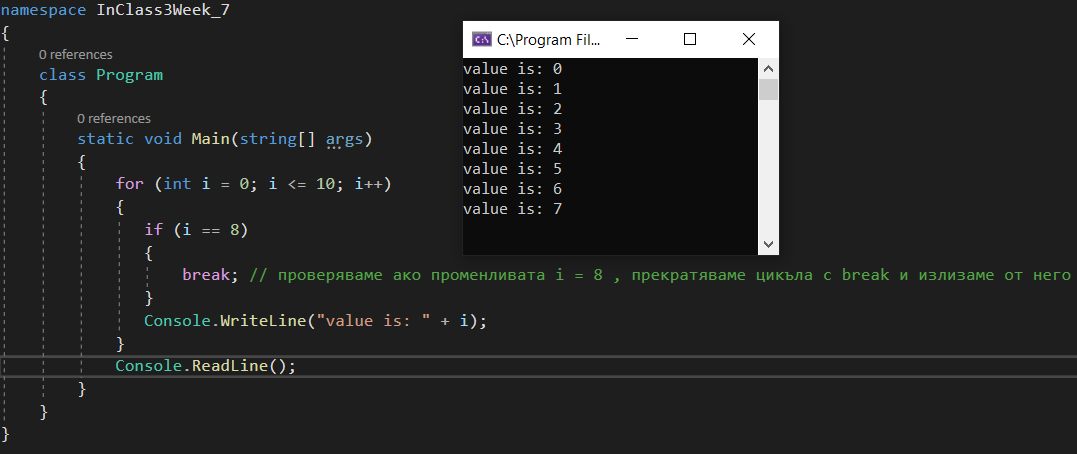 namespace InClass3Week_7
{
0 references
class Program
{
0 references
static void Main(string[] args)
{
for (int i = 0; i <= 10; i++)
{
if (i == 8)
{
break; // проверяваме ако променливата i = 8 , прекратяваме цикъла с break и излизаме от него
}
Console.WriteLine("value is: " + i);
}
Console.ReadLine();
}
}
}
C:\Program Fil...
value is: 0
value is: 1
value is: 2
value is: 3
value is: 4
value is: 5
value is: 6
value is: 7